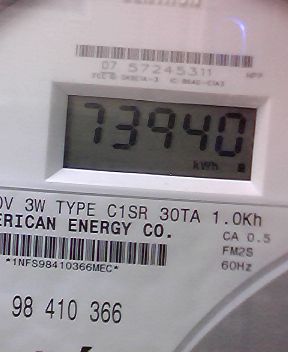 07 57245311
73940
kWh
0V 3W TYPE C1SR 30TA 1.0Kh
ERICAN ENERGY CO.
CA 0.5
FM2S
60Hz
*1NFS98410366MEC*
98 410 366